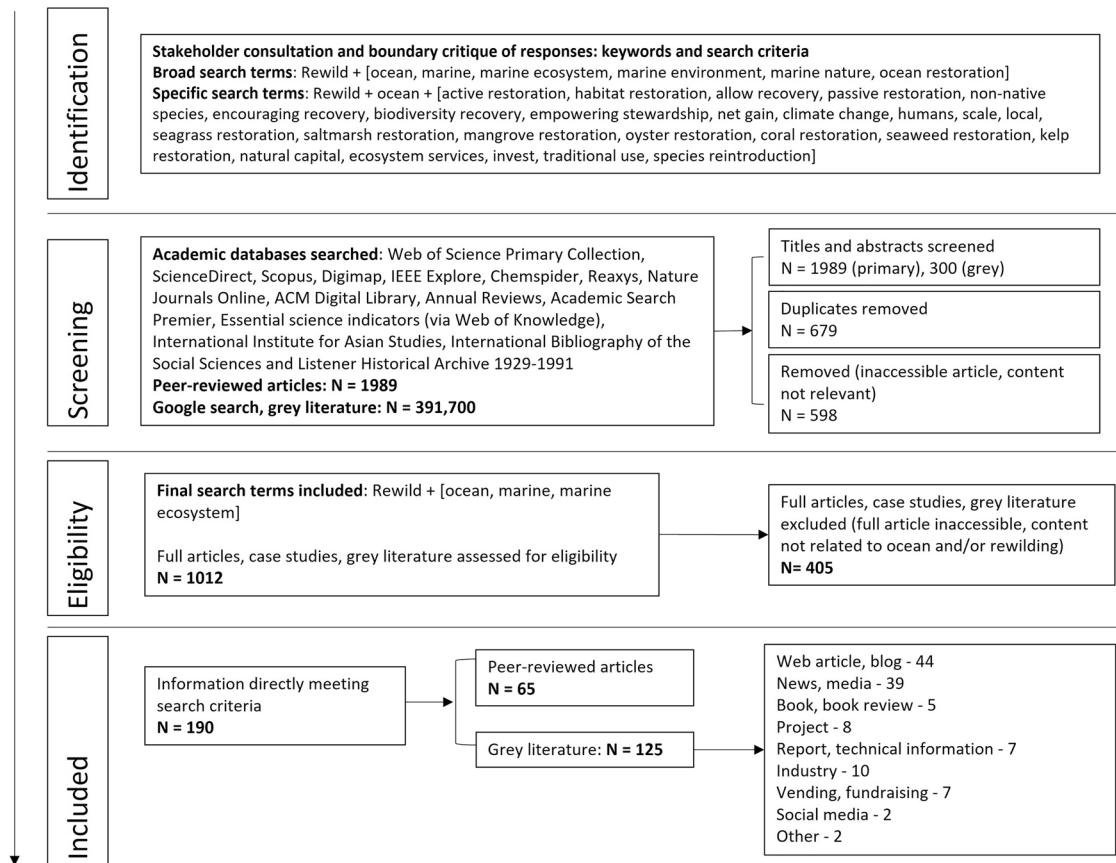 Identification
Stakeholder consultation and boundary critique of responses: keywords and search criteria
Broad search terms: Rewild + [ocean, marine, marine ecosystem, marine environment, marine nature, ocean restoration]
Specific search terms: Rewild + ocean + [active restoration, habitat restoration, allow recovery, passive restoration, non-native
species, encouraging recovery, biodiversity recovery, empowering stewardship, net gain, climate change, humans, scale, local,
seagrass restoration, saltmarsh restoration, mangrove restoration, oyster restoration, coral restoration, seaweed restoration, kelp
restoration, natural capital, ecosystem services, invest, traditional use, species reintroduction]
Screening
Academic databases searched: Web of Science Primary Collection,
ScienceDirect, Scopus, Digimap, IEEE Explore, Chemspider, Reaxys, Nature
Journals Online, ACM Digital Library, Annual Reviews, Academic Search
Premier, Essential science indicators (via Web of Knowledge),
International Institute for Asian Studies, International Bibliography of the
Social Sciences and Listener Historical Archive 1929-1991
Peer-reviewed articles: N = 1989
Google search, grey literature: N = 391,700
Titles and abstracts screened
N = 1989 (primary), 300 (grey)
Duplicates removed
N = 679
Removed (inaccessible article, content
not relevant)
N = 598
Eligibility
Final search terms included: Rewild + [ocean, marine, marine
ecosystem]
Full articles, case studies, grey literature assessed for eligibility
N = 1012
Full articles, case studies, grey literature
excluded (full article inaccessible, content
not related to ocean and/or rewilding)
N= 405
Included
Information directly meeting
search criteria
N = 190
Peer-reviewed articles
N = 65
Grey literature: N = 125
Web article, blog - 44
News, media - 39
Book, book review - 5
Project - 8
Report, technical information - 7
Industry - 10
Vending, fundraising - 7
Social media - 2
Other - 2